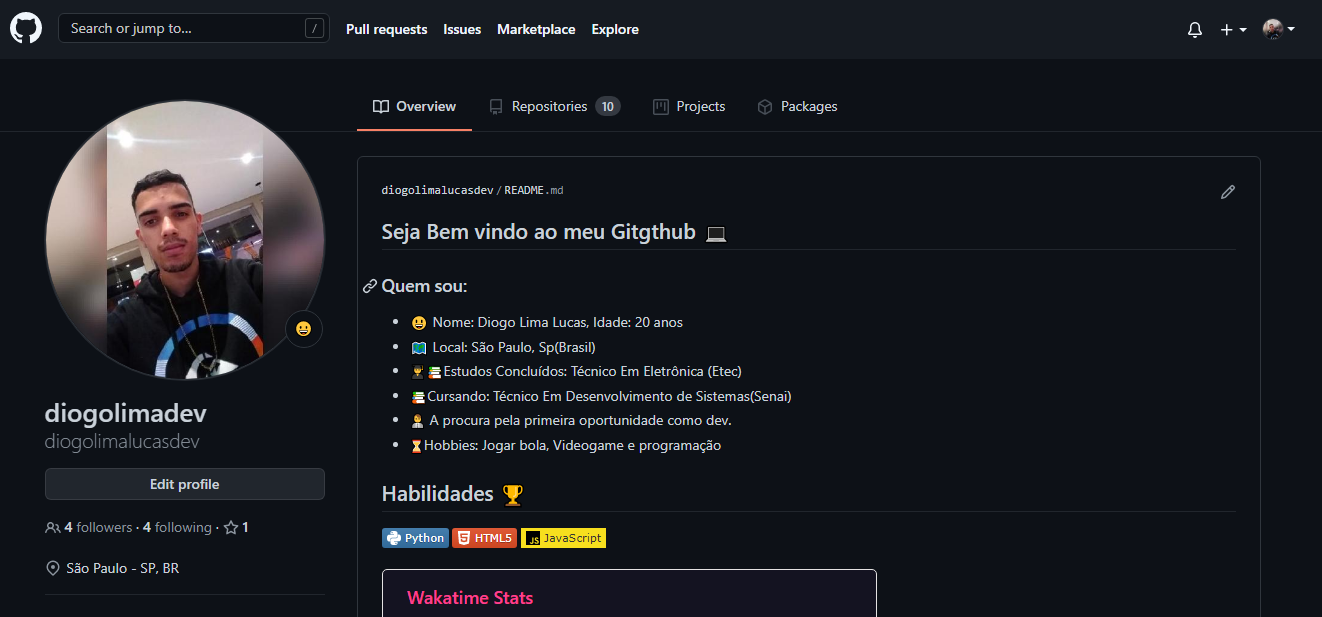 Search or jump to... /
Pull requests Issues Marketplace Explore
Overview Repositories 10 Projects Packages
diogolimadev
diogolimalucasdev
Edit profile
4 followers · 4 following · 1
São Paulo - SP, BR
diogolimalucasdev/README.md
Seja Bem vindo ao meu Gitgthub 💻
Quem sou:
😃 Nome: Diogo Lima Lucas, Idade: 20 anos
🗺️ Local: São Paulo, Sp(Brasil)
👨‍🎓📚Estudos Concluídos: Técnico Em Eletrônica (Etec)
📚Cursando: Técnico Em Desenvolvimento de Sistemas(Senai)
👨‍💼 A procura pela primeira oportunidade como dev.
⌛Hobbies: Jogar bola, Videogame e programação
Habilidades 🏆
Python HTML5 JS JavaScript
Wakatime Stats